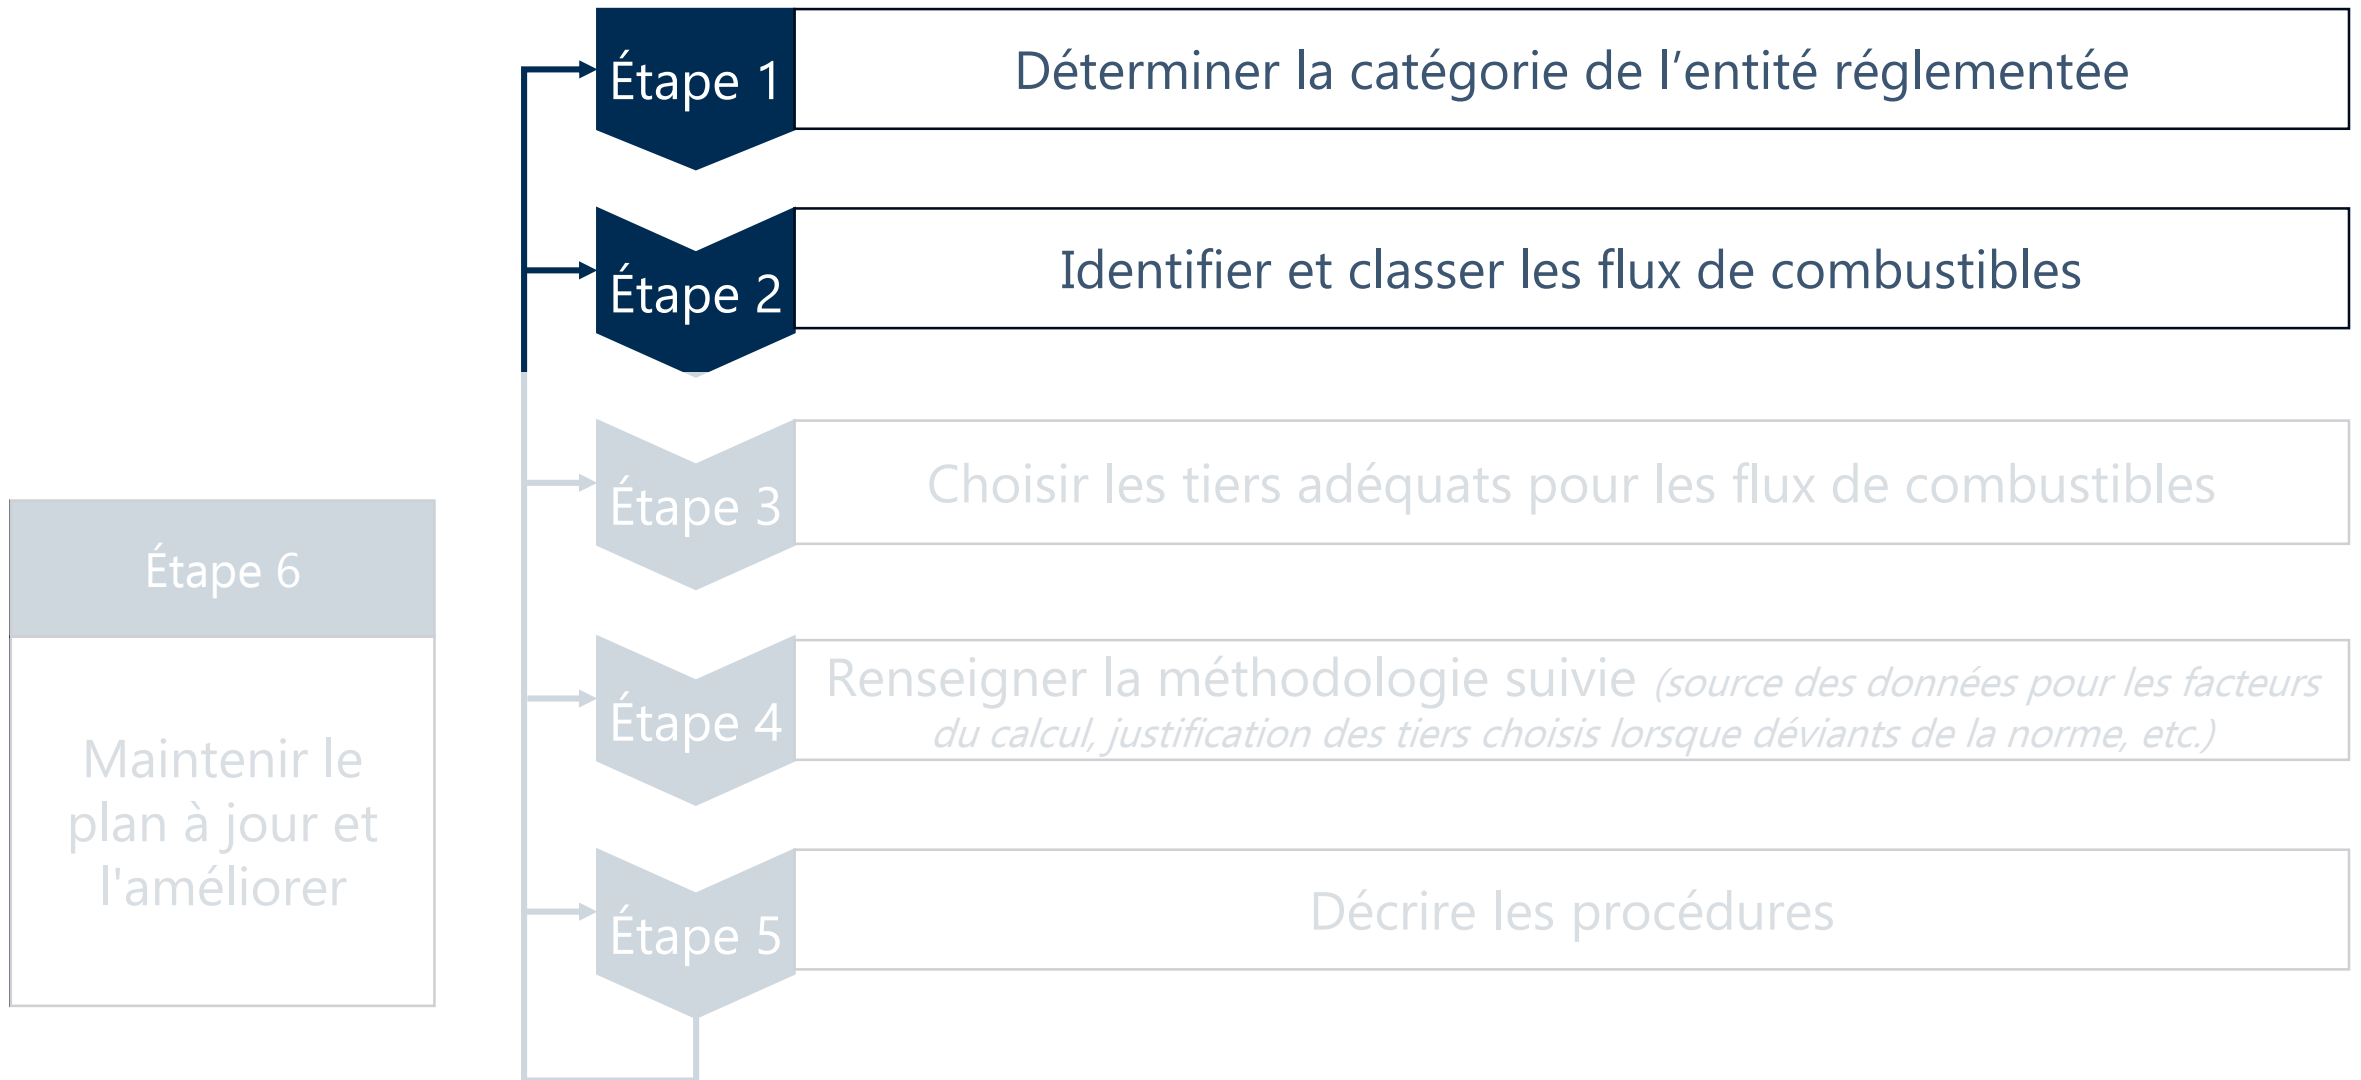 Étape 1
Déterminer la catégorie de l’entité réglementée
Étape 2
Identifier et classer les flux de combustibles
Étape 3
Choisir les tiers adéquats pour les flux de combustibles
Étape 4
Renseigner la méthodologie suivie (source des données pour les facteurs
du calcul, justification des tiers choisis lorsque déviants de la norme, etc.)
Étape 5
Décrire les procédures
Étape 6
Maintenir le
plan à jour et
l'améliorer